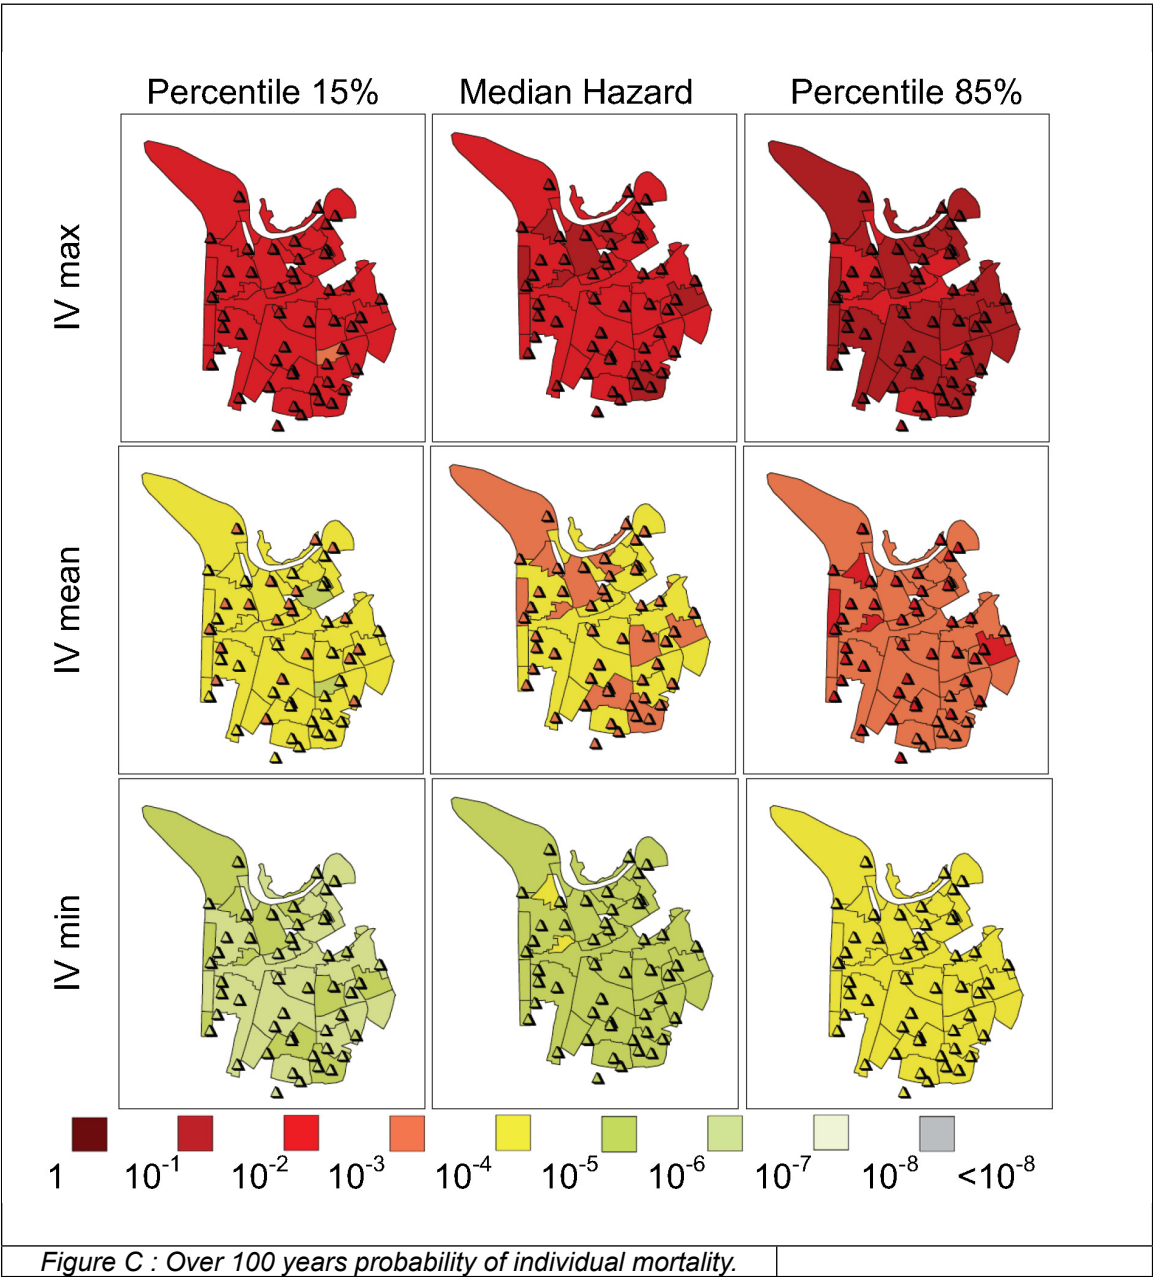 Percentile 15% Median Hazard Percentile 85%
IV max
IV mean
IV min
1 10⁻¹ 10⁻² 10⁻³ 10⁻⁴ 10⁻⁵ 10⁻⁶ 10⁻⁷ 10⁻⁸ <10⁻⁸
Figure C : Over 100 years probability of individual mortality.